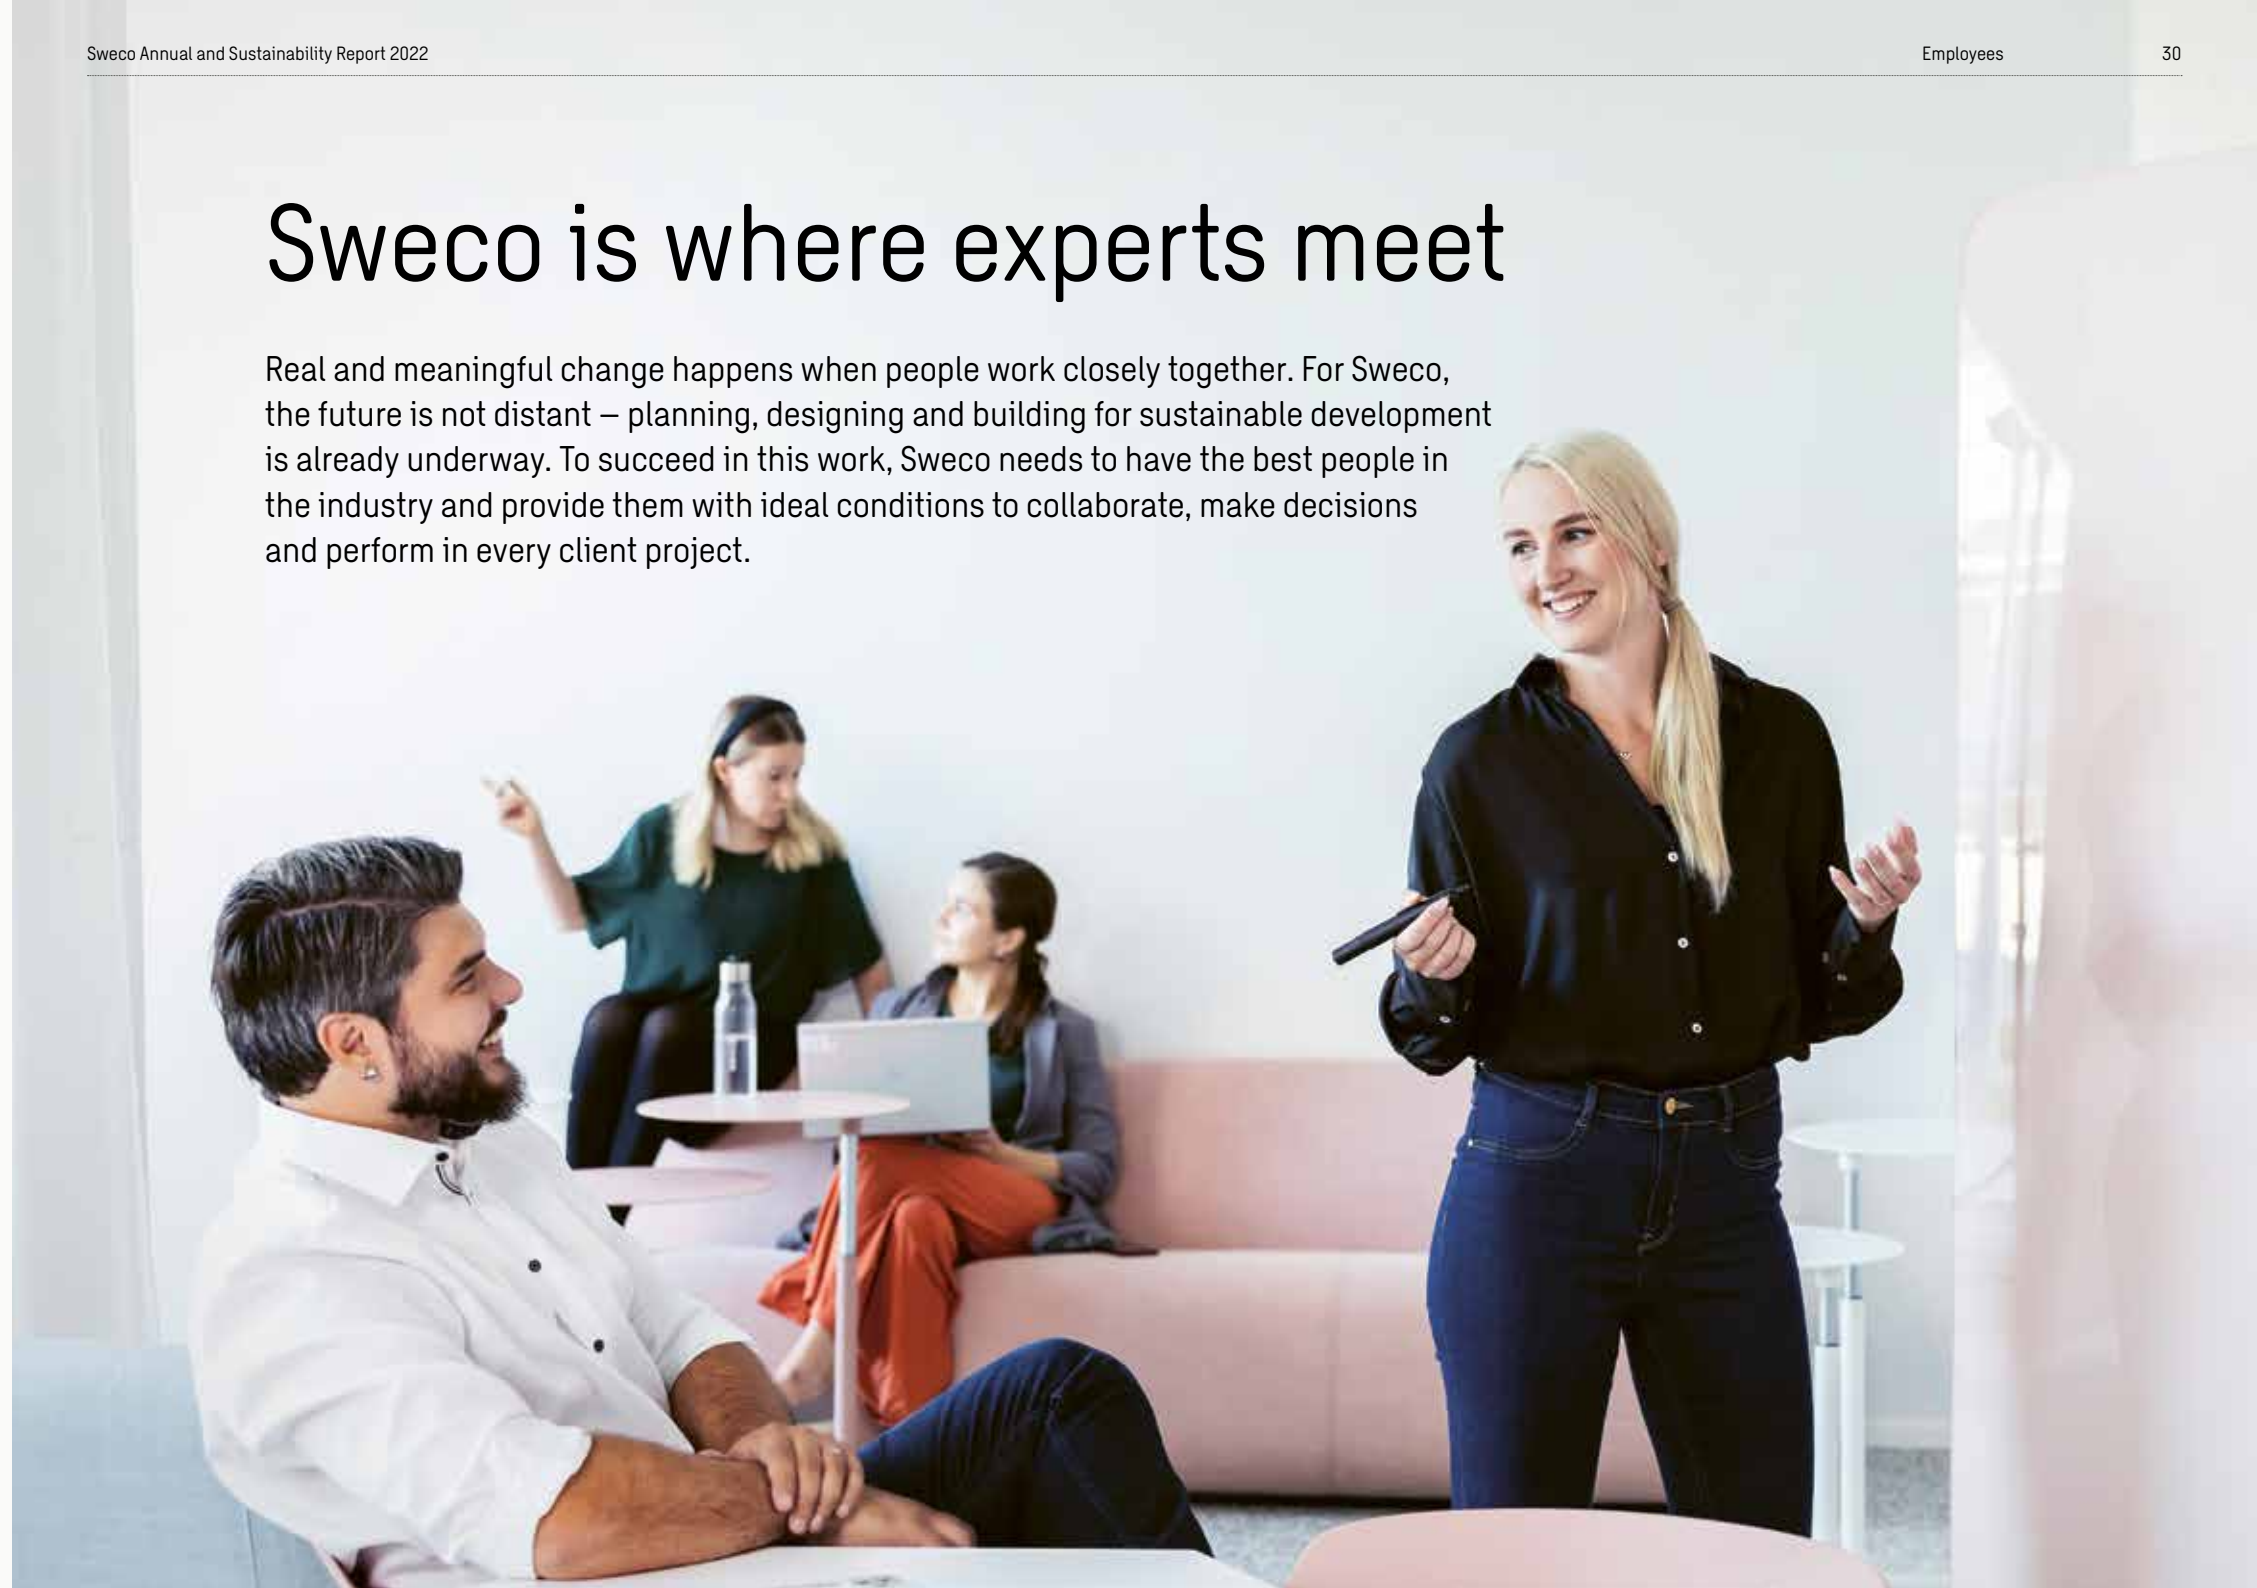 Sweco Annual and Sustainability Report 2022
Employees
30
Sweco is where experts meet
Real and meaningful change happens when people work closely together. For Sweco,
the future is not distant – planning, designing and building for sustainable development
is already underway. To succeed in this work, Sweco needs to have the best people in
the industry and provide them with ideal conditions to collaborate, make decisions
and perform in every client project.